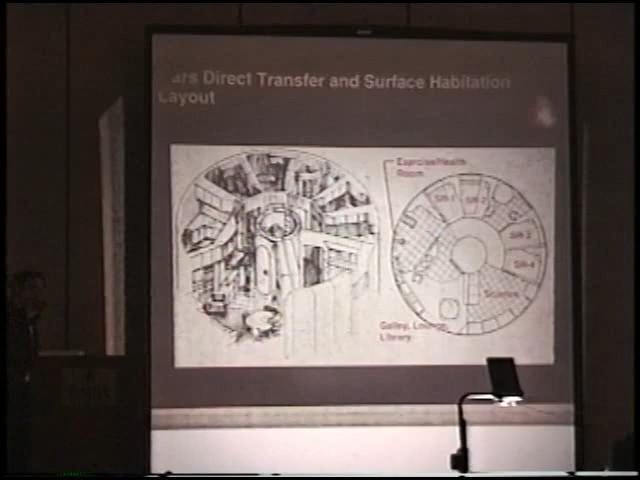 ars Direct Transfer and Surface Habitation
Layout
Exercise/Health
Room
SR-1
SR-2
SR-3
SR-4
Science
Galley, Lounge,
Library